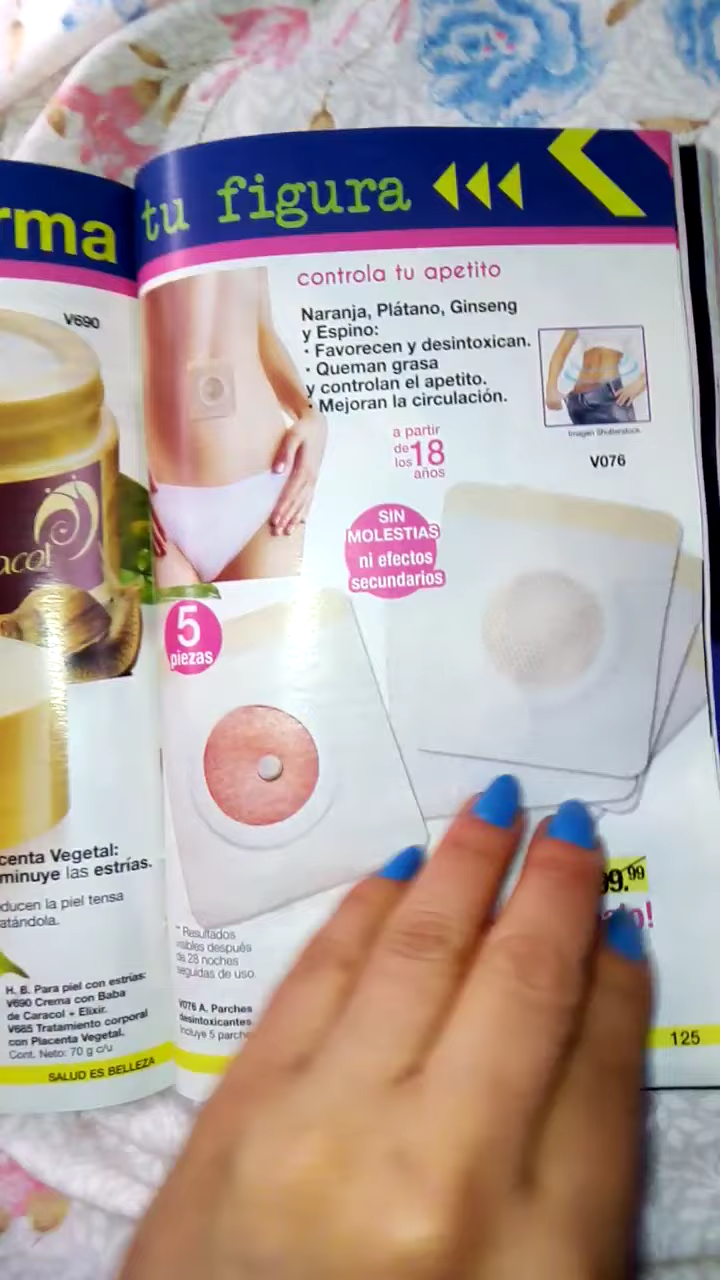 rma
tu figura
V690
acol
centa Vegetal:
minuye las estrías.
ducen la piel tensa
atándola.
H. B. Para piel con estrías:
V690 Crema con Baba
de Caracol + Elixir.
V685 Tratamiento corporal
con Placenta Vegetal.
Cont. Neto: 70 g c/u
SALUD ES BELLEZA
controla tu apetito
Naranja, Plátano, Ginseng
y Espino:
· Favorecen y desintoxican.
· Queman grasa
y controlan el apetito.
· Mejoran la circulación.
Imagen Shutterstock.
a partir
de
los 18
años
V076
SIN
MOLESTIAS
ni efectos
secundarios
5
piezas
Resultados
visibles después
de 28 noches
seguidas de uso.
V076 A. Parches
desintoxicantes
Incluye 5 parche
99.99
!
125